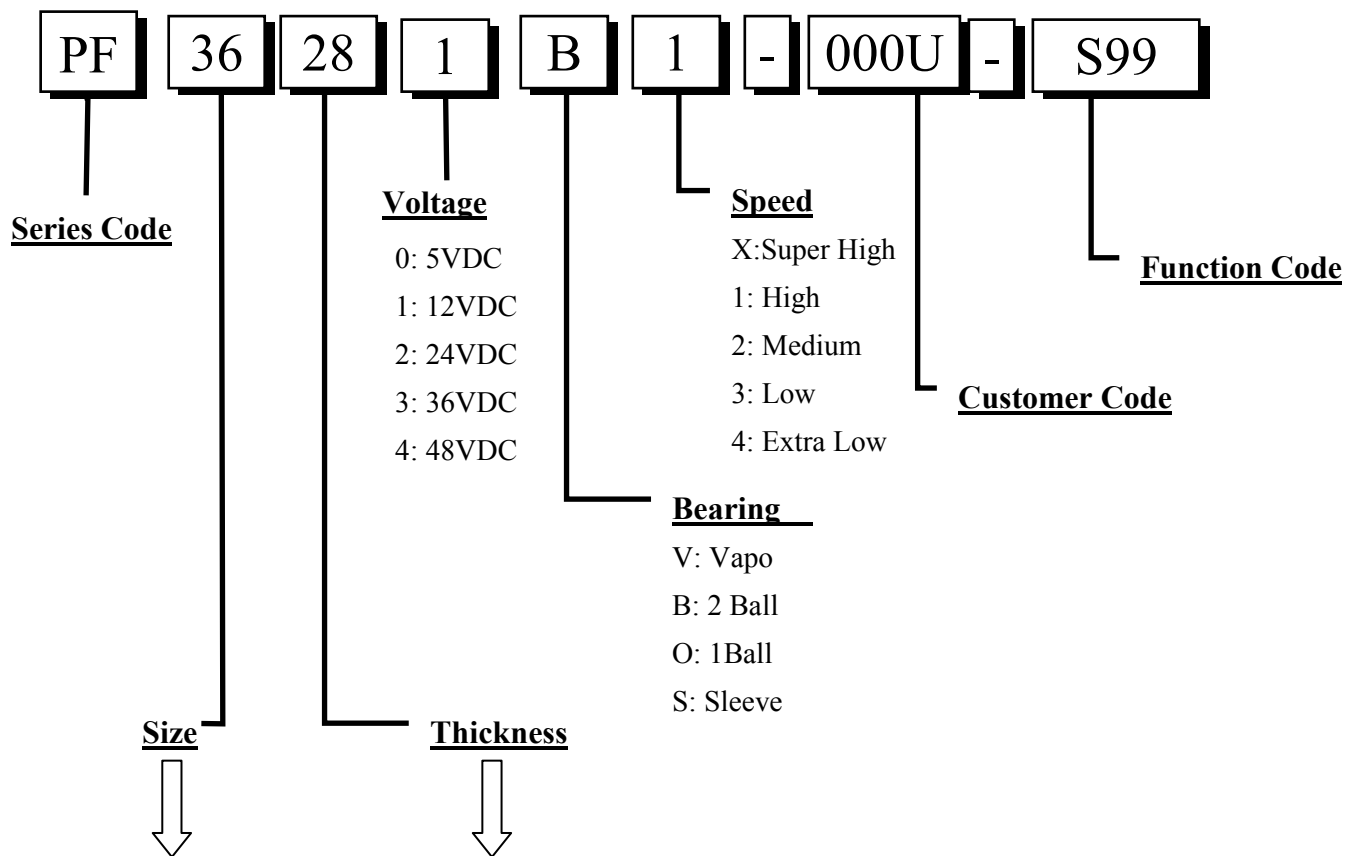 PF 36 28 1 B 1 - 000U - S99
Series Code
Voltage
0: 5VDC
1: 12VDC
2: 24VDC
3: 36VDC
4: 48VDC
Speed
X:Super High
1: High
2: Medium
3: Low
4: Extra Low
Function Code
Customer Code
Bearing
V: Vapo
B: 2 Ball
O: 1Ball
S: Sleeve
Size
Thickness